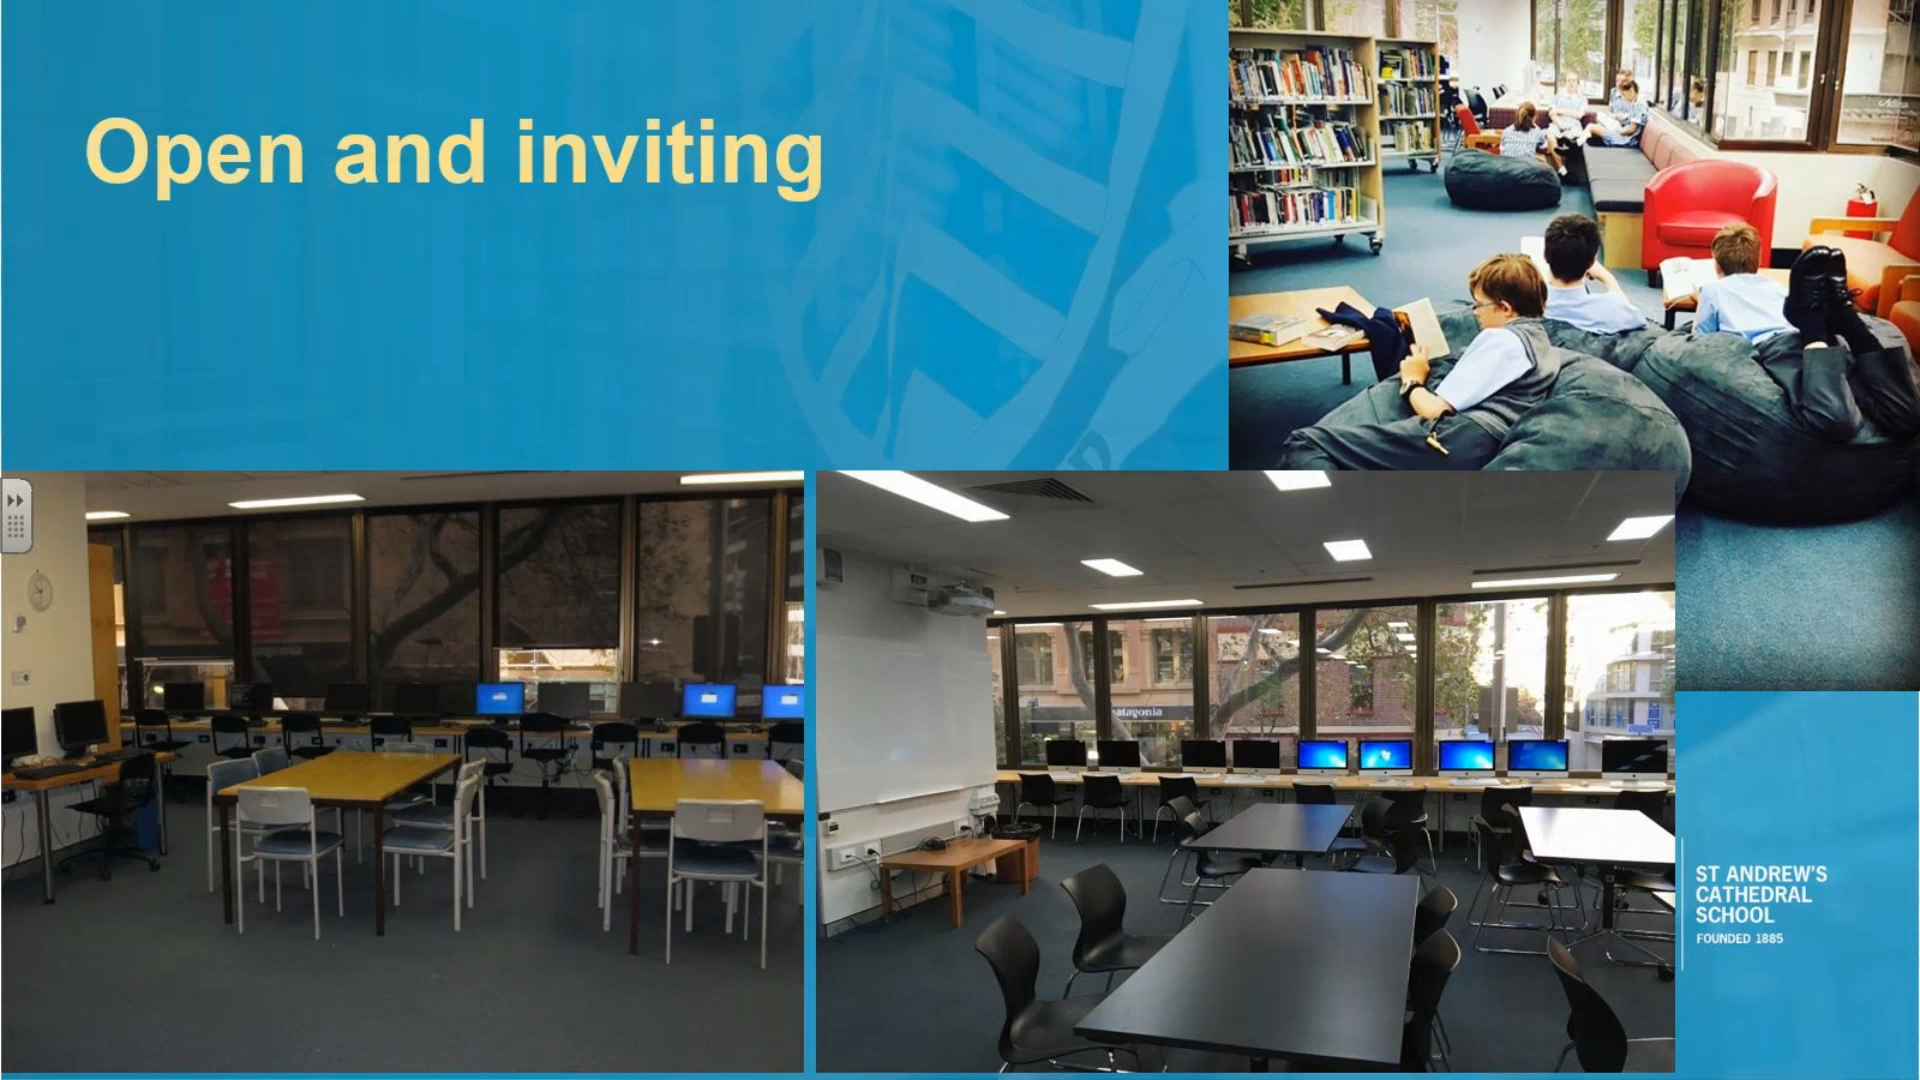 Open and inviting
patagonia
ST ANDREW'S
CATHEDRAL
SCHOOL
FOUNDED 1885